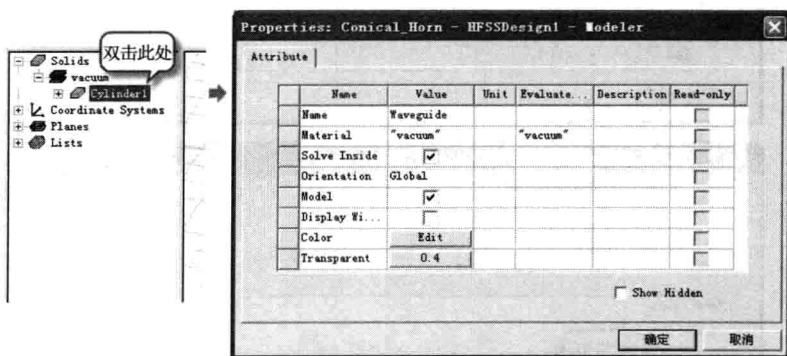 Solids
双击此处
vacuum
Cylinder1
Coordinate Systems
Planes
Lists
Properties: Conical_Horn - HFSSDesign1 - Modeler
Attribute
Name Value Unit Evaluate... Description Read-only
Name Waveguide
Material "vacuum" "vacuum"
Solve Inside
Orientation Global
Model
Display Wi...
Color Edit
Transparent 0.4
Show Hidden
确定 取消